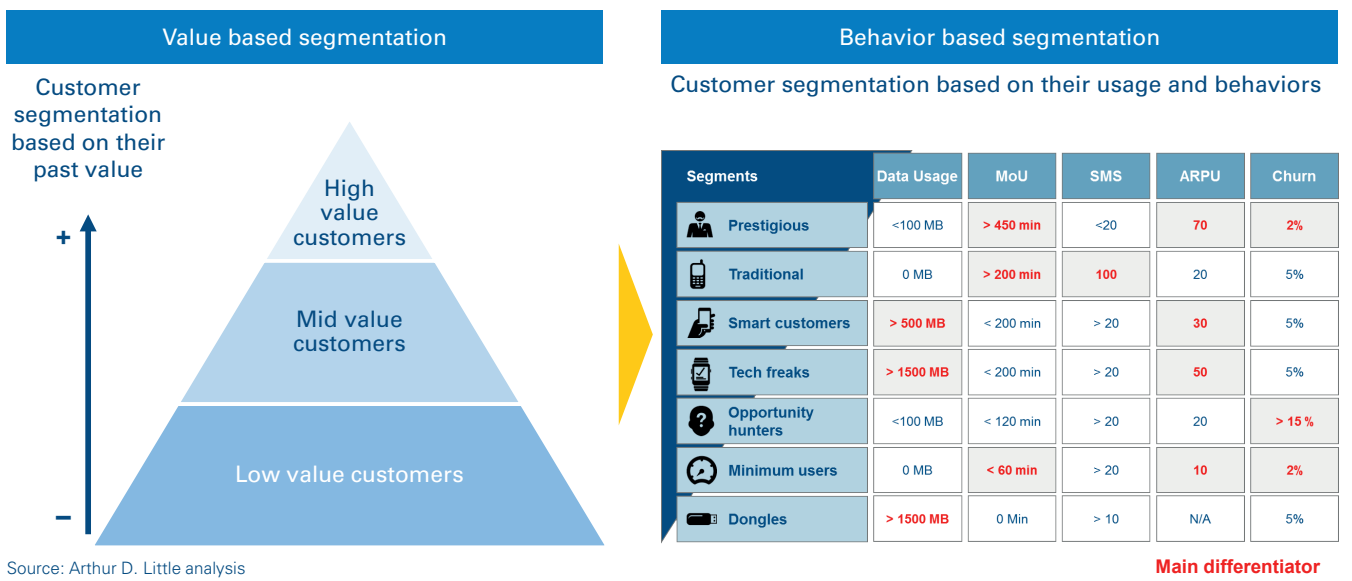 Value based segmentation
Customer
segmentation
based on their
past value
+
–
High
value
customers
Mid value
customers
Low value customers
Behavior based segmentation
Customer segmentation based on their usage and behaviors
Segments Data Usage MoU SMS ARPU Churn
Prestigious <100 MB > 450 min <20 70 2%
Traditional 0 MB > 200 min 100 20 5%
Smart customers > 500 MB < 200 min > 20 30 5%
Tech freaks > 1500 MB < 200 min > 20 50 5%
Opportunity
hunters <100 MB < 120 min > 20 20 > 15 %
? 
Minimum users 0 MB < 60 min > 20 10 2%
Dongles > 1500 MB 0 Min > 10 N/A 5%
Source: Arthur D. Little analysis
Main differentiator